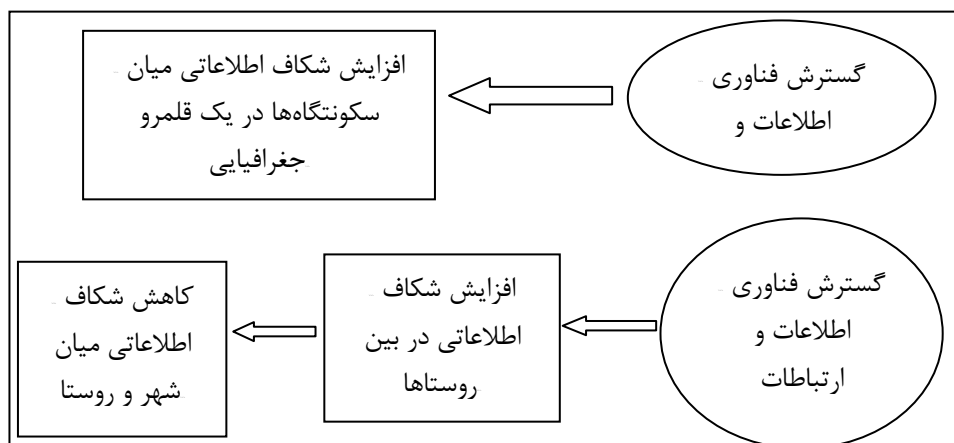 گسترش فناوری
اطلاعات و
افزایش شکاف اطلاعاتی میان
سکونتگاه‌ها در یک قلمرو
جغرافیایی
گسترش فناوری
اطلاعات و
ارتباطات
افزایش شکاف
اطلاعاتی در بین
روستاها
کاهش شکاف
اطلاعاتی میان
شهر و روستا